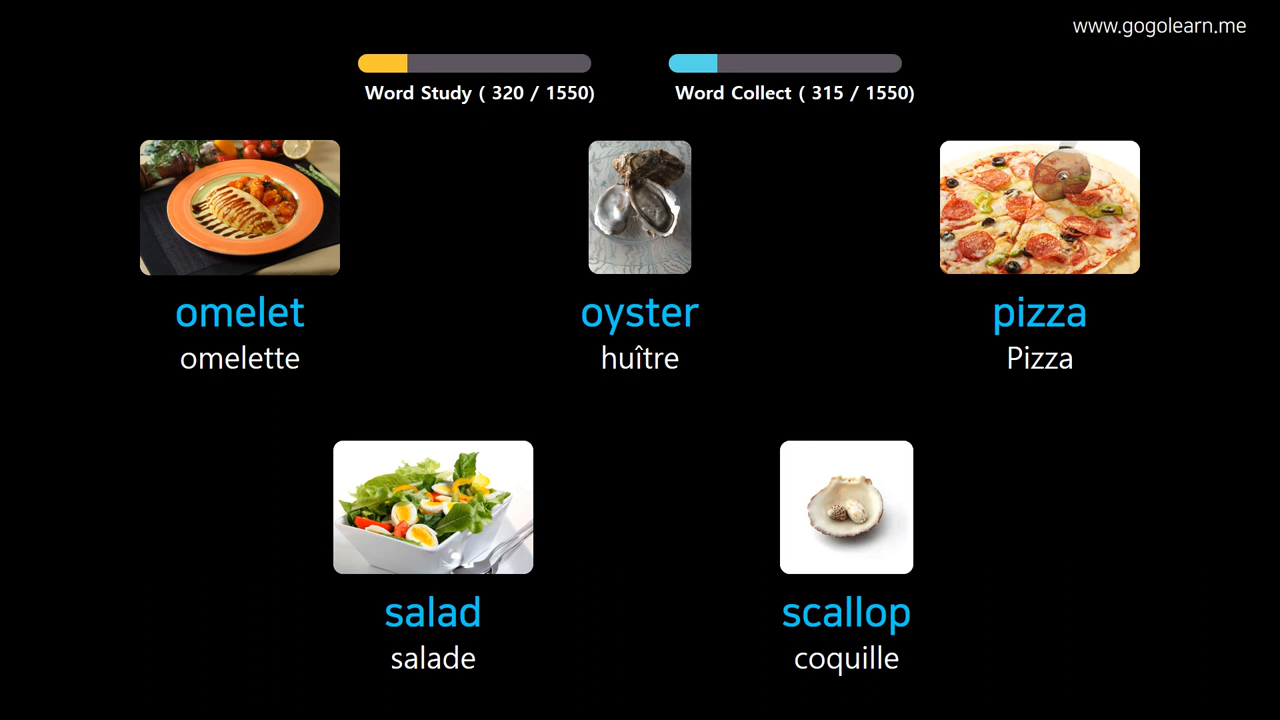 www.gogolearn.me
Word Study ( 320 / 1550)
Word Collect ( 315 / 1550)
omelet
omelette
oyster
huître
pizza
Pizza
salad
salade
scallop
coquille